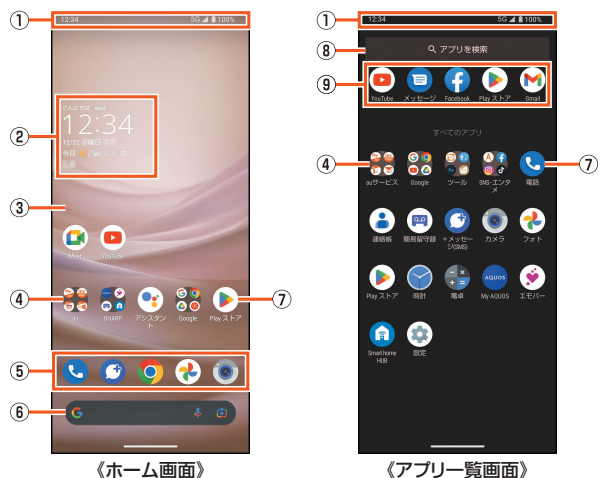 ① 12:34 5G 100%
② こんにちは
12:34
12/22
今日
③
Meet YouTube
④ au SHARP アシスタント Google Play ストア ⑦
⑤
⑥
《ホーム画面》
① 12:34 5G 100%
⑧ アプリを検索
⑨ YouTube メッセージ Facebook Play ストア Gmail
すべてのアプリ
④ auサービス Google ツール SNS·エンタメ 電話 ⑦
連絡帳 簡易留守録 +メッセージ(SMS) カメラ フォト
Play ストア 時計 電卓 My AQUOS エモパー
AQUOS
Smart home HUB 設定
《アプリ一覧画面》